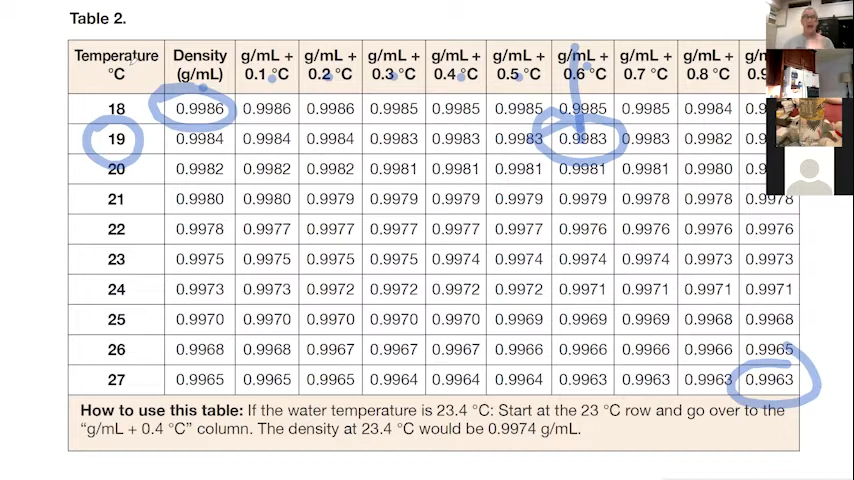 Table 2.
Temperature °C Density (g/mL) g/mL + 0.1 °C g/mL + 0.2 °C g/mL + 0.3 °C g/mL + 0.4 °C g/mL + 0.5 °C g/mL + 0.6 °C g/mL + 0.7 °C g/mL + 0.8 °C
18 0.9986 0.9986 0.9986 0.9985 0.9985 0.9985 0.9985 0.9985 0.9984
19 0.9984 0.9984 0.9984 0.9983 0.9983 0.9983 0.9983 0.9983 0.9982
20 0.9982 0.9982 0.9982 0.9981 0.9981 0.9981 0.9981 0.9981 0.9980
21 0.9980 0.9980 0.9979 0.9979 0.9979 0.9979 0.9979 0.9978 0.9978 0.9978
22 0.9978 0.9977 0.9977 0.9977 0.9977 0.9976 0.9976 0.9976 0.9976
23 0.9975 0.9975 0.9975 0.9975 0.9974 0.9974 0.9974 0.9974 0.9973 0.9973
24 0.9973 0.9973 0.9972 0.9972 0.9972 0.9972 0.9971 0.9971 0.9971 0.9971
25 0.9970 0.9970 0.9970 0.9970 0.9970 0.9969 0.9969 0.9969 0.9968 0.9968
26 0.9968 0.9968 0.9967 0.9967 0.9967 0.9966 0.9966 0.9966 0.9966 0.9965
27 0.9965 0.9965 0.9965 0.9964 0.9964 0.9964 0.9963 0.9963 0.9963 0.9963
How to use this table: If the water temperature is 23.4 °C: Start at the 23 °C row and go over to the
“g/mL + 0.4 °C” column. The density at 23.4 °C would be 0.9974 g/mL.